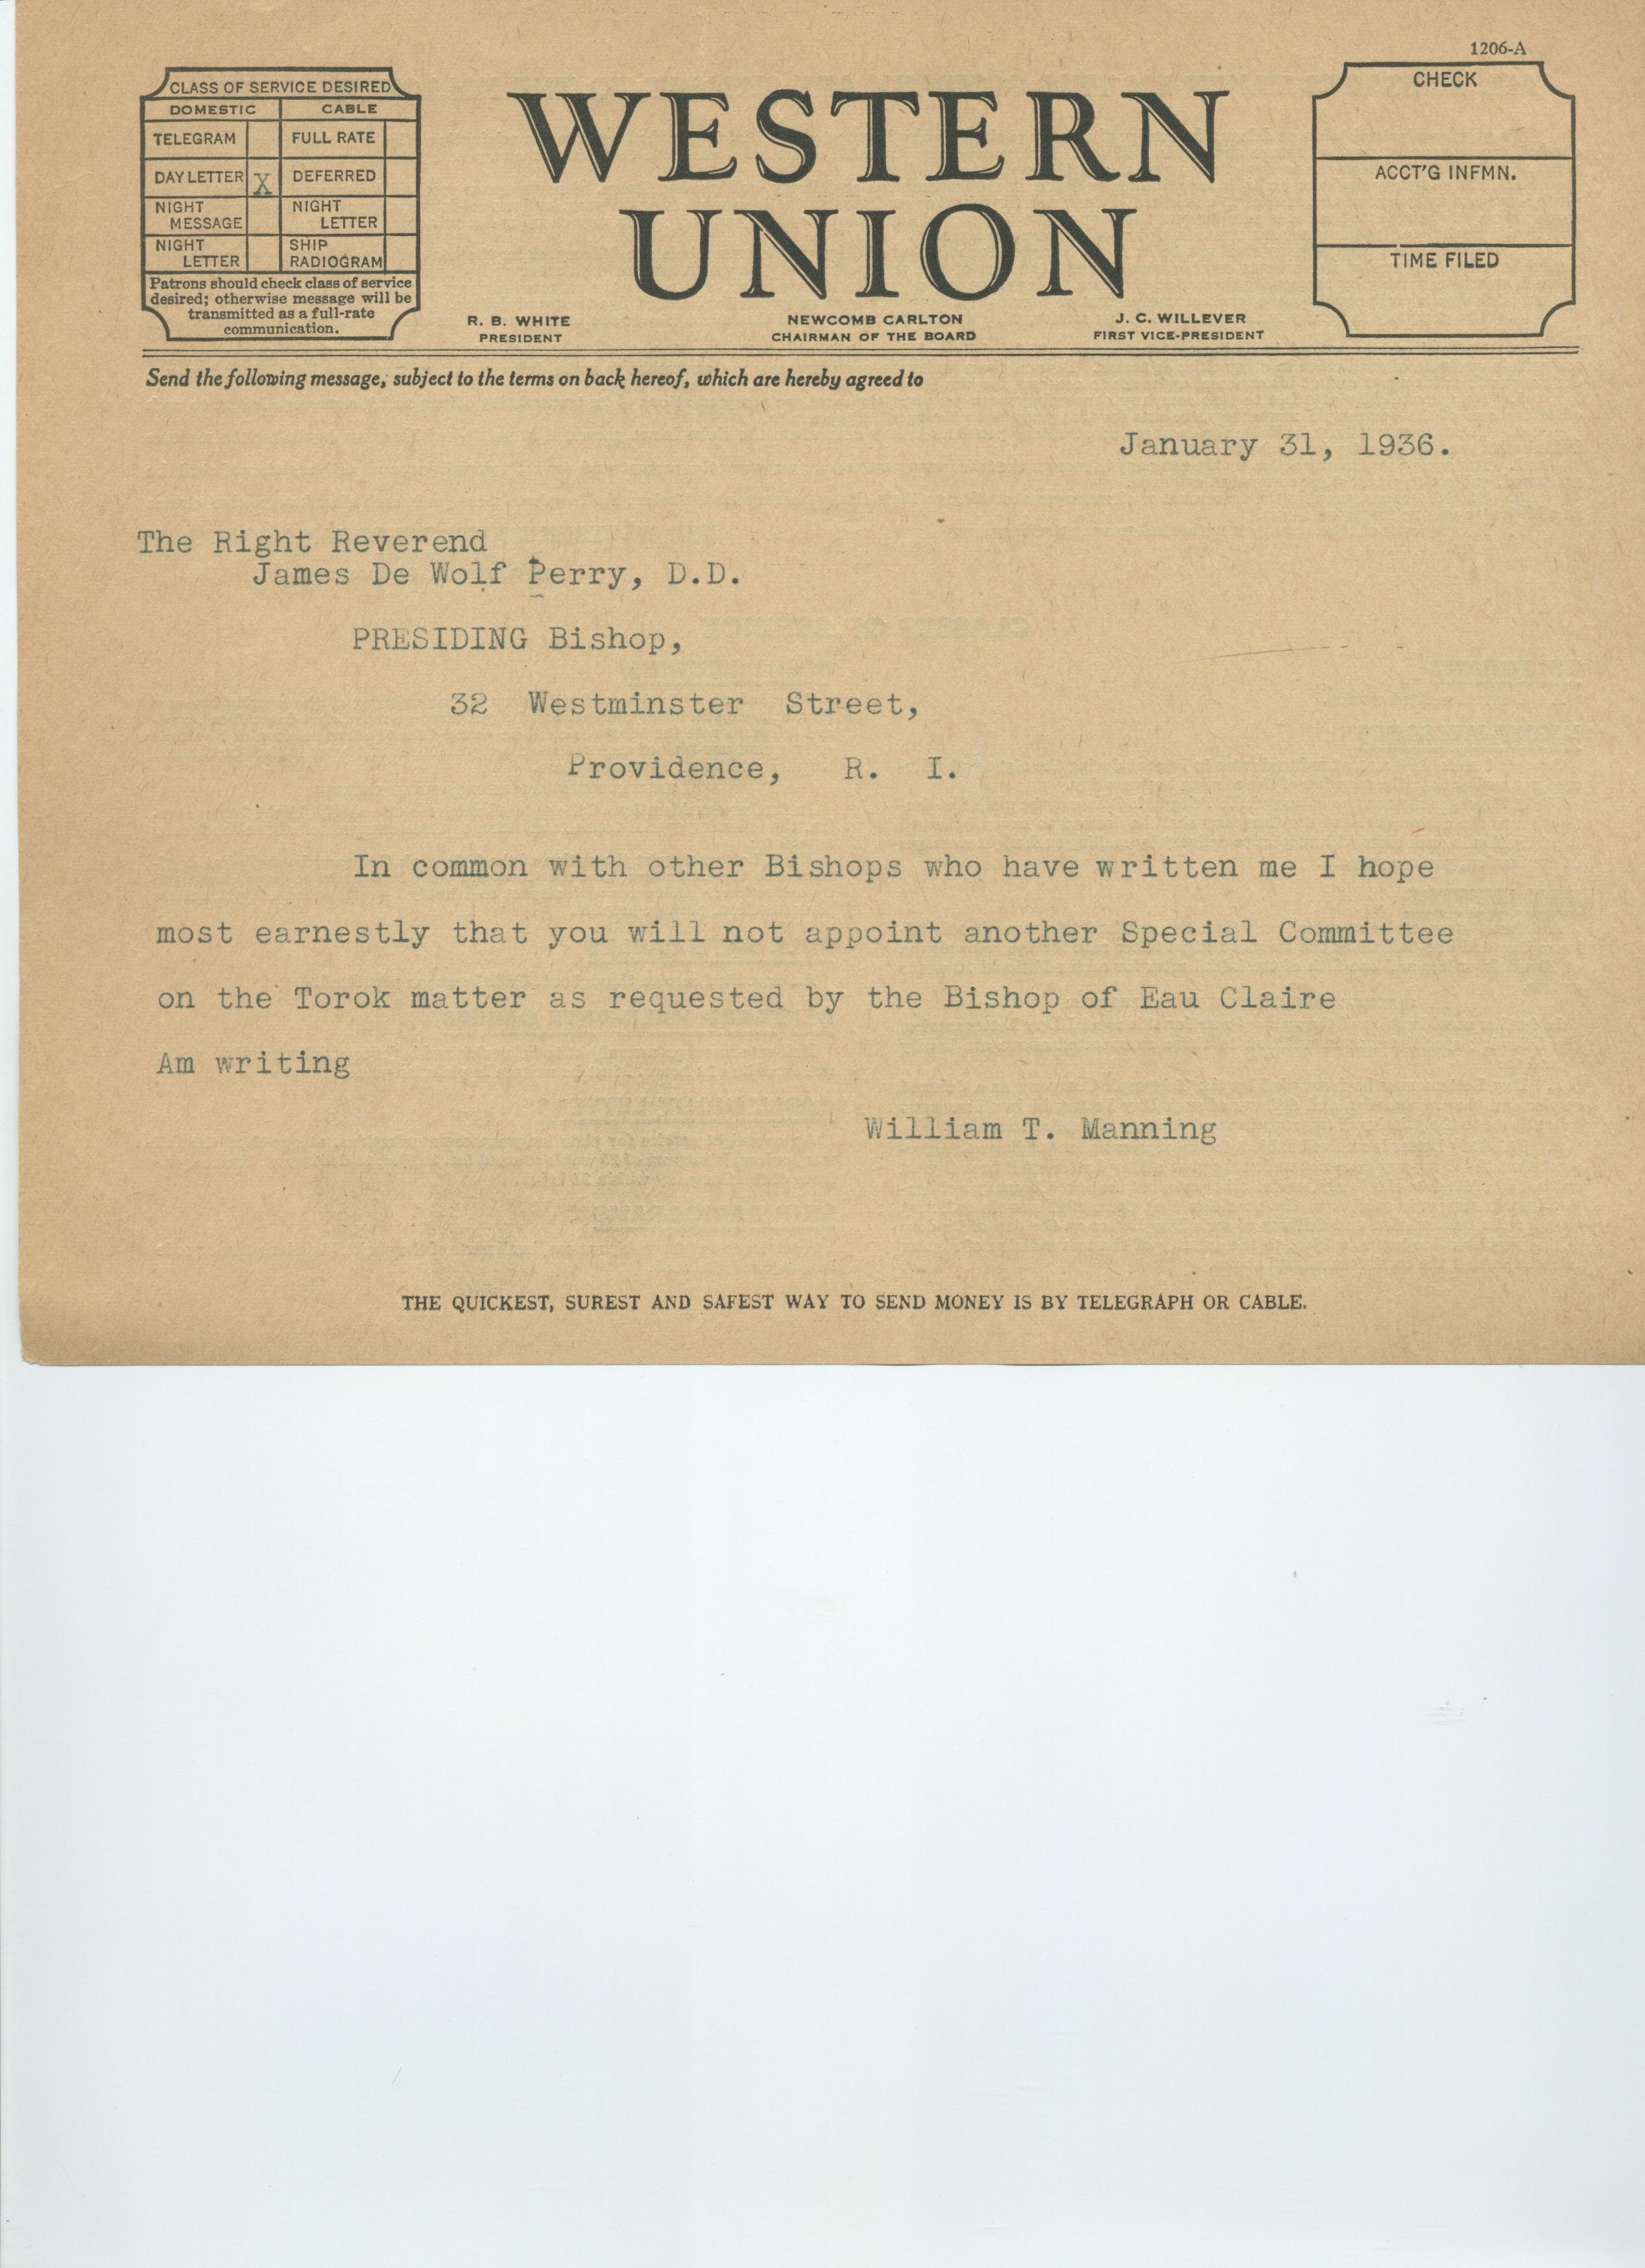 1206-A
CLASS OF SERVICE DESIRED
DOMESTIC CABLE
TELEGRAM FULL RATE
DAY LETTER X DEFERRED
NIGHT MESSAGE NIGHT LETTER
NIGHT LETTER SHIP RADIOGRAM
Patrons should check class of service
desired; otherwise message will be
transmitted as a full-rate
communication.
WESTERN
UNION
R. B. WHITE
PRESIDENT
NEWCOMB CARLTON
CHAIRMAN OF THE BOARD
J. C. WILLEVER
FIRST VICE-PRESIDENT
CHECK
ACCT'G INFMN.
TIME FILED
Send the following message, subject to the terms on back hereof, which are hereby agreed to
January 31, 1936.
The Right Reverend
James De Wolf Perry, D.D.
PRESIDING Bishop,
32 Westminster Street,
Providence, R. I.
In common with other Bishops who have written me I hope
most earnestly that you will not appoint another Special Committee
on the Torok matter as requested by the Bishop of Eau Claire
Am writing
William T. Manning
THE QUICKEST, SUREST AND SAFEST WAY TO SEND MONEY IS BY TELEGRAPH OR CABLE.